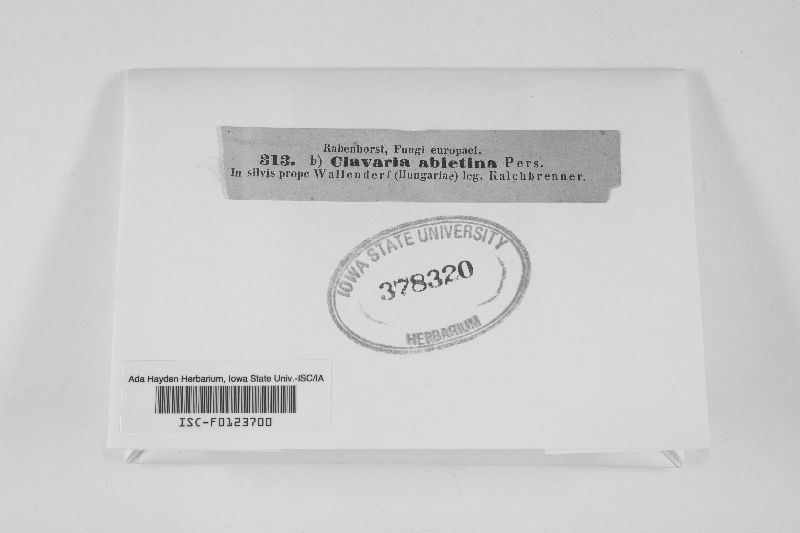 Rabenhorst, Fungi europaei.
313. b) Clavaria abietina Pers.
In silvis prope Wallendorf (Hungariae) leg. Kalchbrenner.
IOWA STATE UNIVERSITY
378320
HERBARIUM
Ada Hayden Herbarium, Iowa State Univ.-ISC/IA
ISC-F0123700